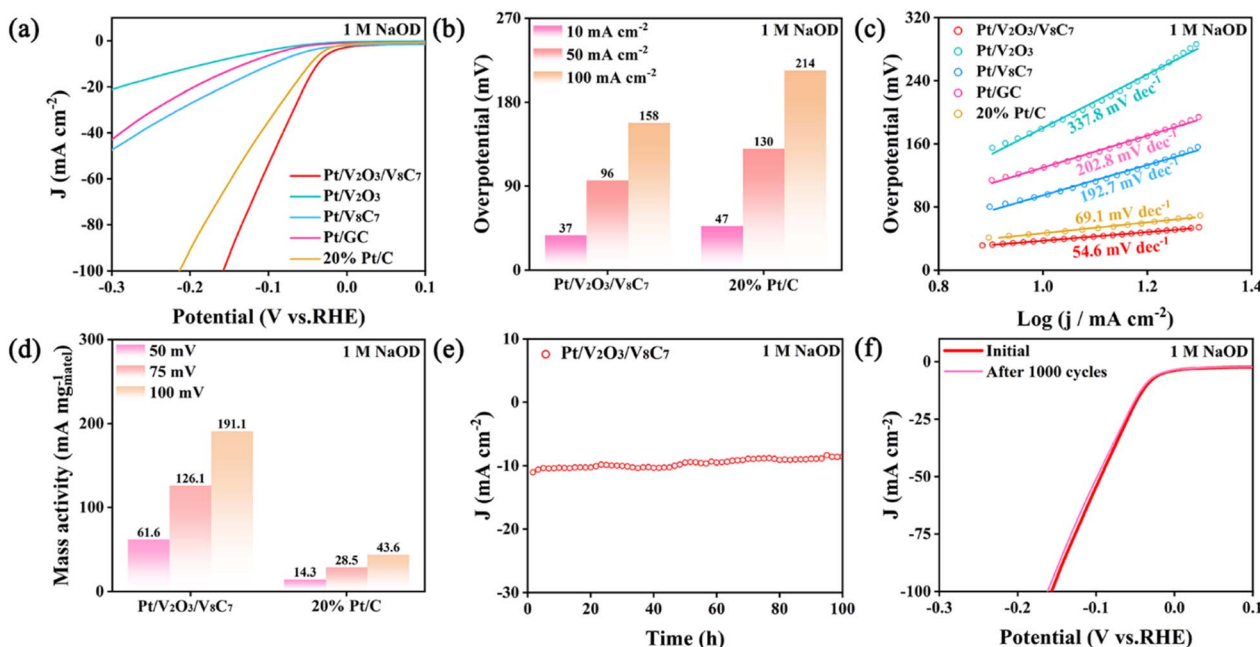 (a)
1 M NaOD
J (mA cm⁻²)
0
-20
-40
-60
-80
-100
Pt/V₂O₃/V₈C₇
Pt/V₂O₃
Pt/V₈C₇
Pt/GC
20% Pt/C
-0.3
-0.2
-0.1
0.0
0.1
Potential (V vs.RHE)
(b)
1 M NaOD
Overpotential (mV)
270
180
90
0
10 mA cm⁻²
50 mA cm⁻²
100 mA cm⁻²
37
96
158
47
130
214
Pt/V₂O₃/V₈C₇
20% Pt/C
(c)
1 M NaOD
Overpotential (mV)
320
240
160
80
0
Pt/V₂O₃/V₈C₇
Pt/V₂O₃
Pt/V₈C₇
Pt/GC
20% Pt/C
337.8 mV dec⁻¹
202.8 mV dec⁻¹
192.7 mV dec⁻¹
69.1 mV dec⁻¹
54.6 mV dec⁻¹
0.8
1.0
1.2
1.4
Log (j / mA cm⁻²)
(d)
1 M NaOD
Mass activity (mA mg⁻¹matel)
300
200
100
0
50 mV
75 mV
100 mV
61.6
126.1
191.1
14.3
28.5
43.6
Pt/V₂O₃/V₈C₇
20% Pt/C
(e)
1 M NaOD
J (mA cm⁻²)
10
0
-10
-20
-30
Pt/V₂O₃/V₈C₇
0
20
40
60
80
100
Time (h)
(f)
1 M NaOD
J (mA cm⁻²)
0
-25
-50
-75
-100
Initial
After 1000 cycles
-0.3
-0.2
-0.1
0.0
0.1
Potential (V vs.RHE)